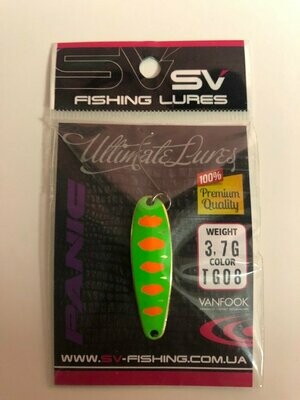 SV SV
FISHING LURES
Ultimate Lures
100%
Premium
Quality
PANIC
WEIGHT
3,7G
COLOR
TG08
VANFOOK
WWW.SV-FISHING.COM.UA